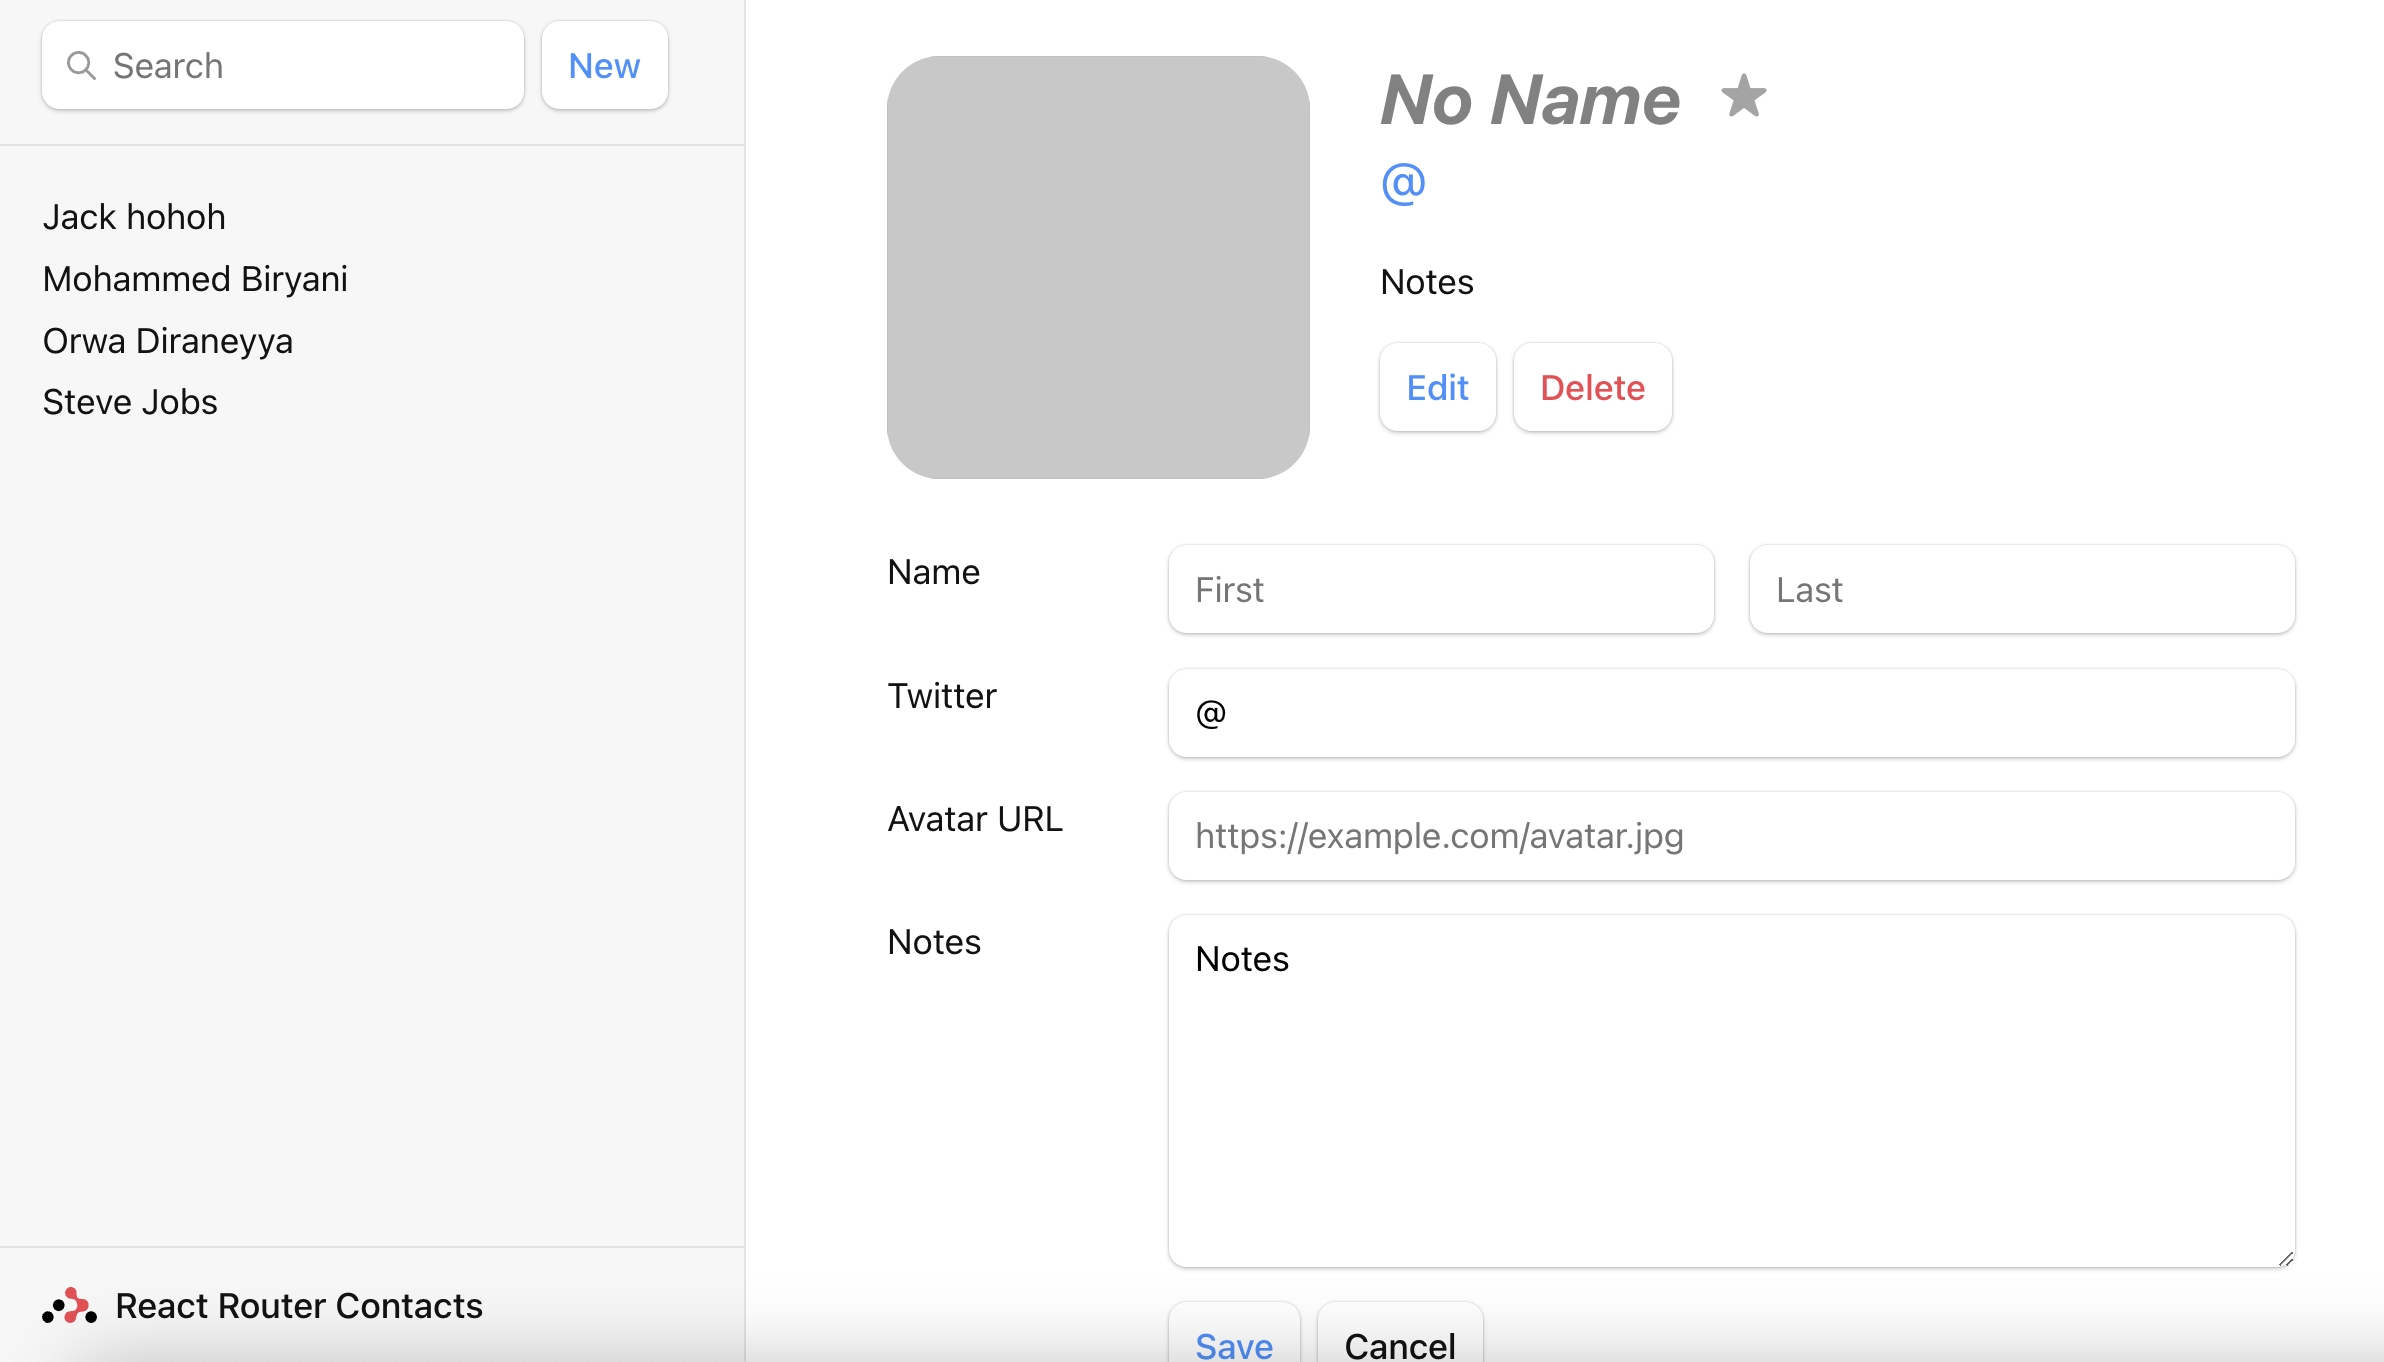 Search
New
Jack hohoh
Mohammed Biryani
Orwa Diraneyya
Steve Jobs
React Router Contacts
No Name ★
@
Notes
Edit
Delete
Name
First
Last
Twitter
@
Avatar URL
https://example.com/avatar.jpg
Notes
Notes
Save
Cancel